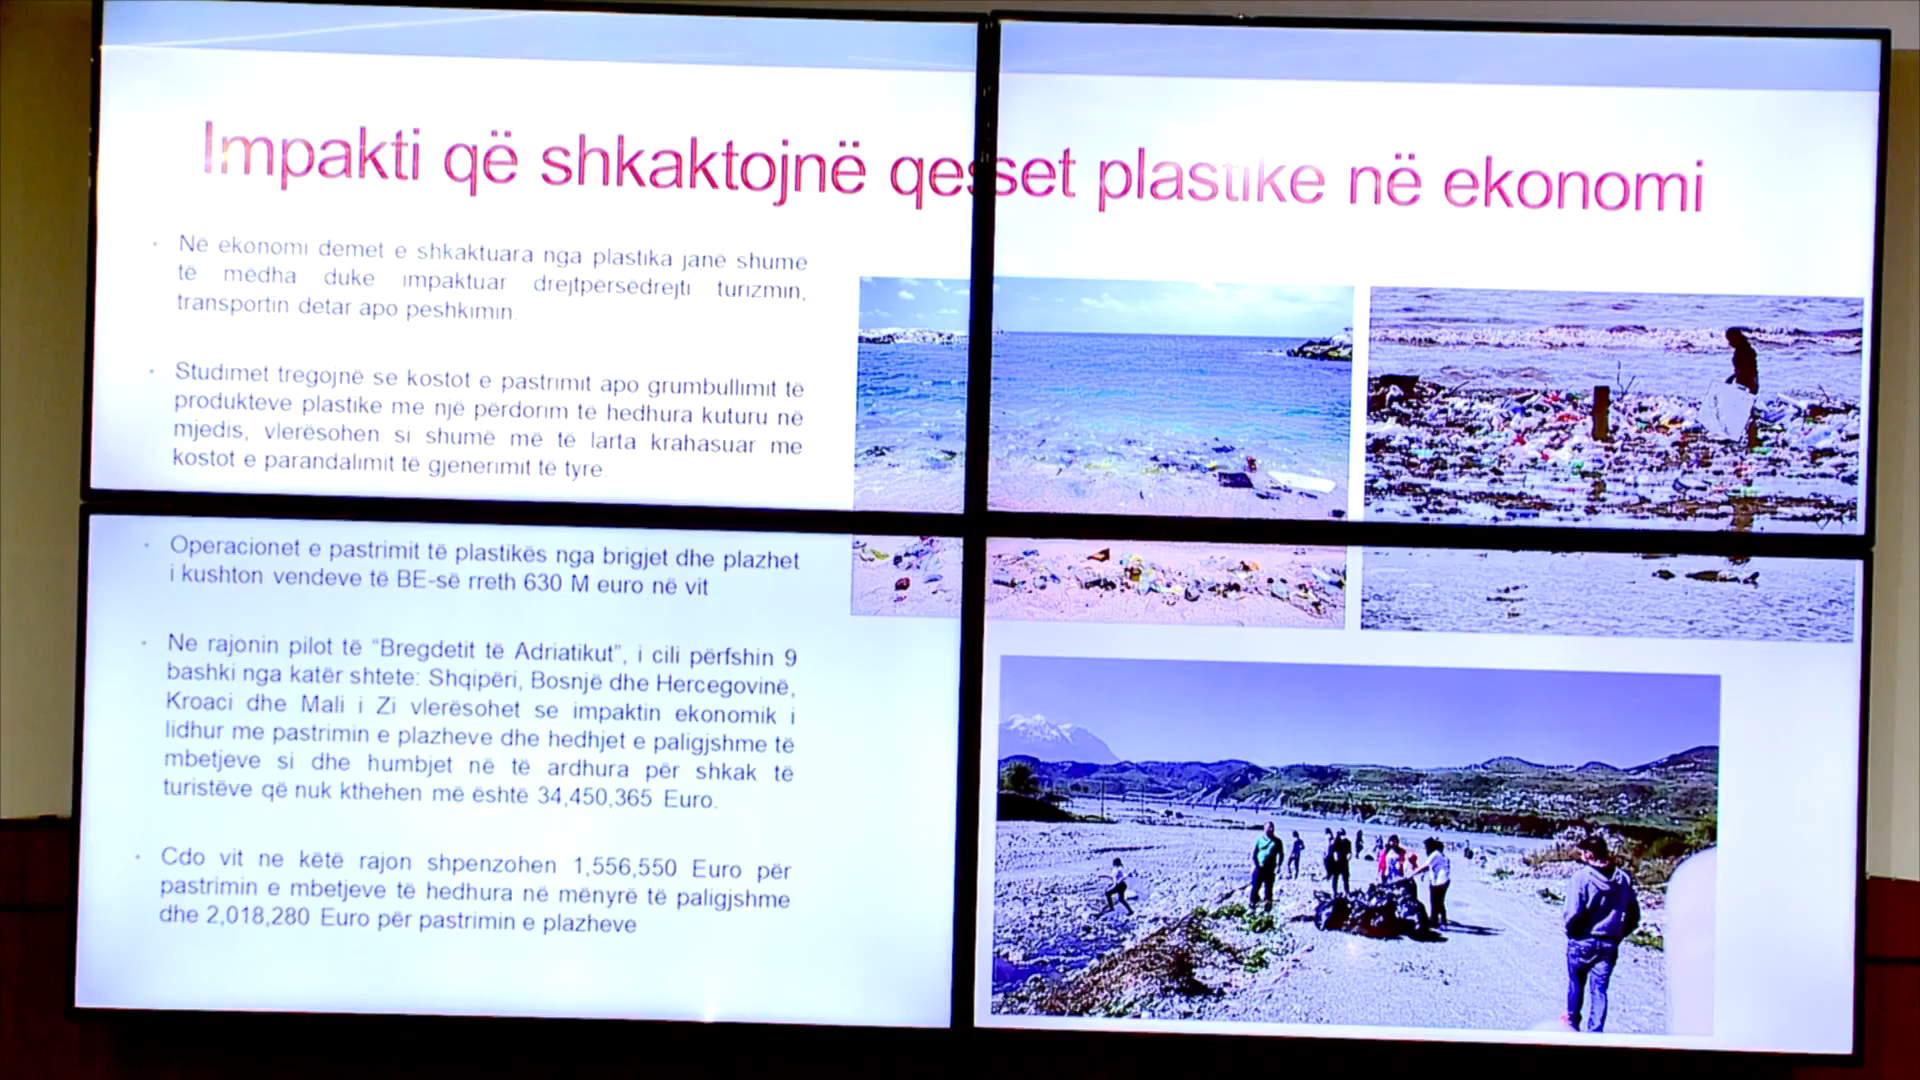 Impakti që shkaktojnë qesset plastike në ekonomi
Në ekonomi dëmet e shkaktuara nga plastika janë shumë
të mëdha duke impaktuar drejtpërsëdrejti turizmin,
transportin detar apo peshkimin.
Studimet tregojnë se kostot e pastrimit apo grumbullimit të
produkteve plastike me një përdorim të hedhura kuturu në
mjedis, vlerësohen si shumë më të larta krahasuar me
kostot e parandalimit të gjenerimit të tyre.
Operacionet e pastrimit të plastikës nga brigjet dhe plazhet
i kushton vendeve të BE-së rreth 630 M euro në vit
Ne rajonin pilot të “Bregdetit të Adriatikut”, i cili përfshin 9
bashki nga katër shtete: Shqipëri, Bosnjë dhe Hercegovinë,
Kroaci dhe Mali i Zi vlerësohet se impaktin ekonomik i
lidhur me pastrimin e plazheve dhe hedhjet e paligjshme të
mbetjeve si dhe humbjet në të ardhura për shkak të
turistëve që nuk kthehen më është 34,450,365 Euro.
Cdo vit ne këtë rajon shpenzohen 1,556,550 Euro për
pastrimin e mbetjeve të hedhura në mënyrë të paligjshme
dhe 2,018,280 Euro për pastrimin e plazheve